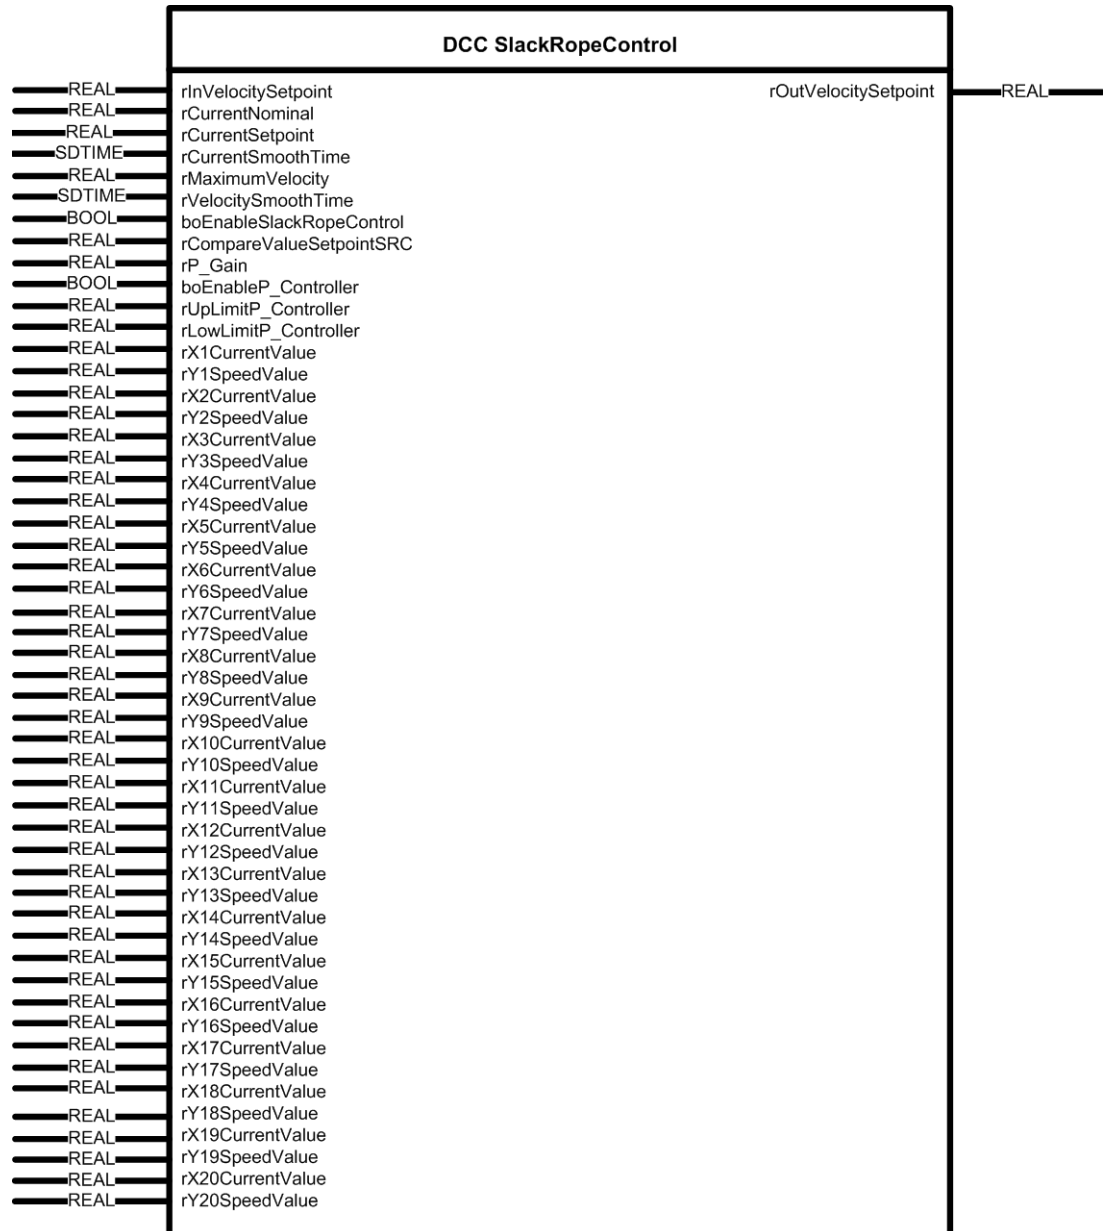 DCC SlackRopeControl
REAL rInVelocitySetpoint rOutVelocitySetpoint REAL
REAL rCurrentNominal
REAL rCurrentSetpoint
SDTIME rCurrentSmoothTime
REAL rMaximumVelocity
SDTIME rVelocitySmoothTime
BOOL boEnableSlackRopeControl
REAL rCompareValueSetpointSRC
REAL rP_Gain
BOOL boEnableP_Controller
REAL rUpLimitP_Controller
REAL rLowLimitP_Controller
REAL rX1CurrentValue
REAL rY1SpeedValue
REAL rX2CurrentValue
REAL rY2SpeedValue
REAL rX3CurrentValue
REAL rY3SpeedValue
REAL rX4CurrentValue
REAL rY4SpeedValue
REAL rX5CurrentValue
REAL rY5SpeedValue
REAL rX6CurrentValue
REAL rY6SpeedValue
REAL rX7CurrentValue
REAL rY7SpeedValue
REAL rX8CurrentValue
REAL rY8SpeedValue
REAL rX9CurrentValue
REAL rY9SpeedValue
REAL rX10CurrentValue
REAL rY10SpeedValue
REAL rX11CurrentValue
REAL rY11SpeedValue
REAL rX12CurrentValue
REAL rY12SpeedValue
REAL rX13CurrentValue
REAL rY13SpeedValue
REAL rX14CurrentValue
REAL rY14SpeedValue
REAL rX15CurrentValue
REAL rY15SpeedValue
REAL rX16CurrentValue
REAL rY16SpeedValue
REAL rX17CurrentValue
REAL rY17SpeedValue
REAL rX18CurrentValue
REAL rY18SpeedValue
REAL rX19CurrentValue
REAL rY19SpeedValue
REAL rX20CurrentValue
REAL rY20SpeedValue